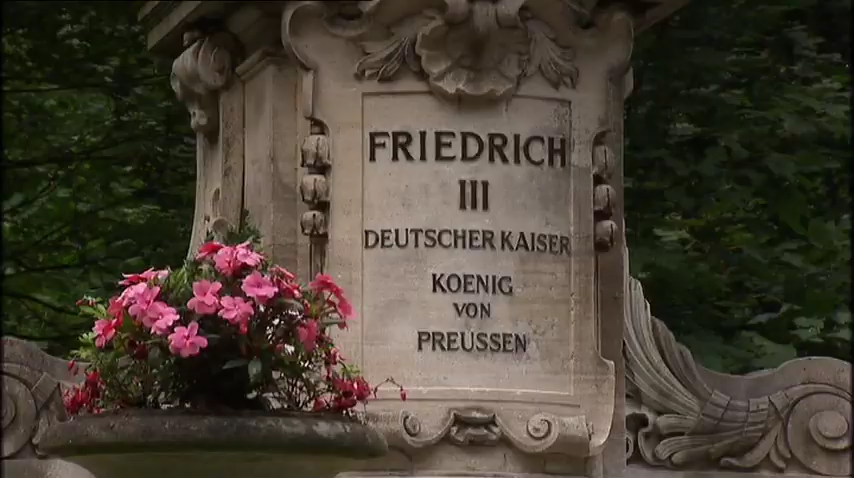 FRIEDRICH
III
DEUTSCHER KAISER
KOENIG
VON
PREUSSEN